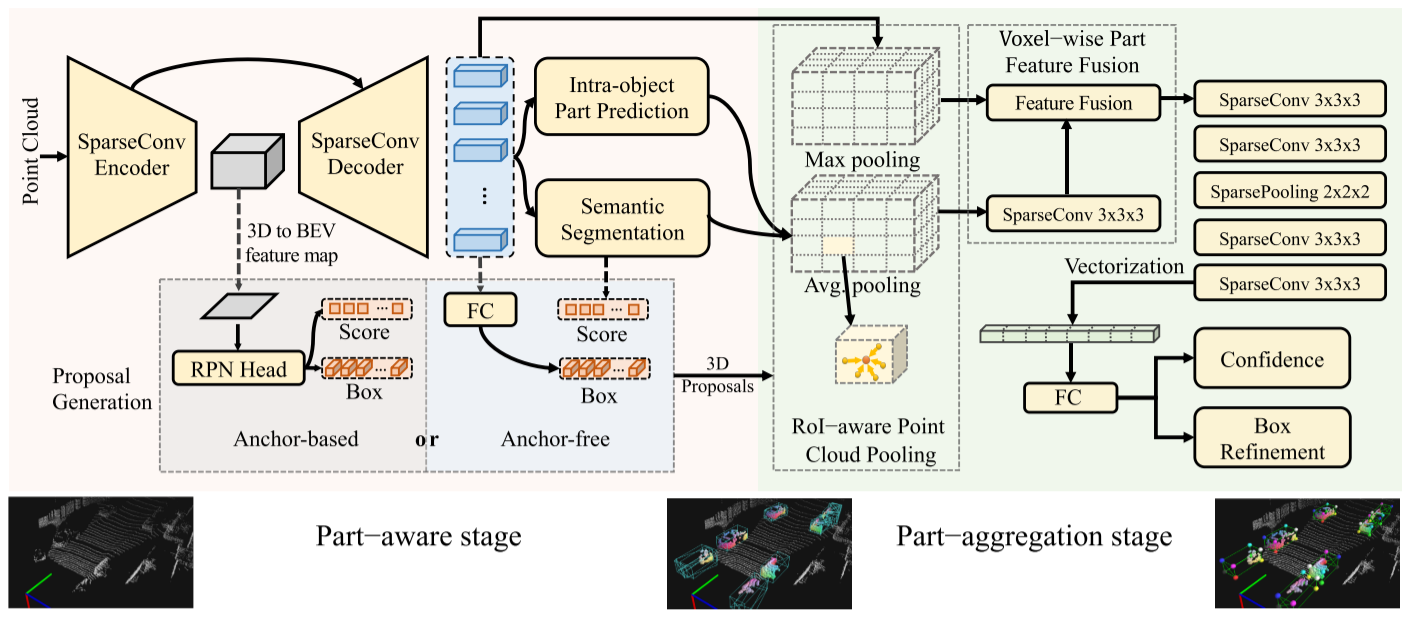 Point Cloud
SparseConv
Encoder
SparseConv
Decoder
3D to BEV
feature map
Intra-object
Part Prediction
Semantic
Segmentation
...
Max pooling
Avg. pooling
RoI-aware Point
Cloud Pooling
Voxel-wise Part
Feature Fusion
Feature Fusion
SparseConv 3x3x3
SparseConv 3x3x3
SparseConv 3x3x3
SparsePooling 2x2x2
SparseConv 3x3x3
SparseConv 3x3x3
Vectorization
FC
Confidence
Box
Refinement
Proposal
Generation
RPN Head
...
Score
...
Box
Anchor-based
or
FC
...
Score
...
Box
Anchor-free
3D
Proposals
Part-aware stage
Part-aggregation stage